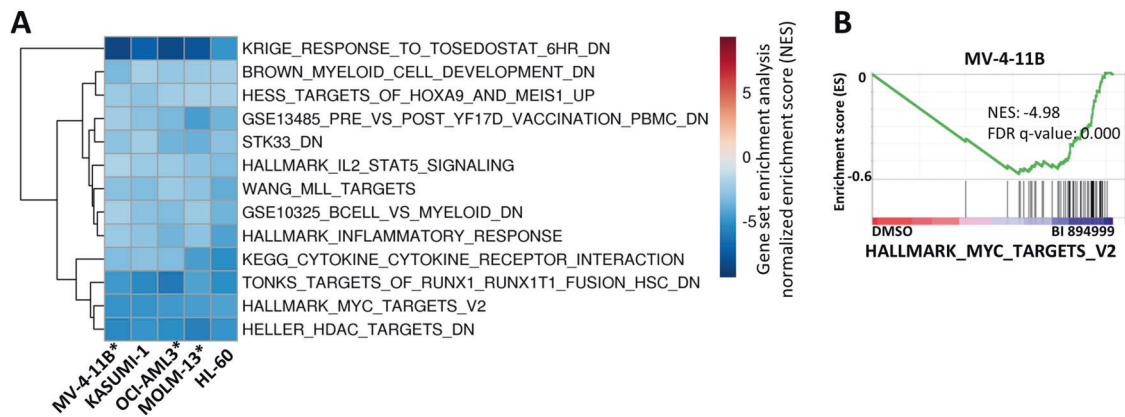 A
KRIGE_RESPONSE_TO_TOSEDOSTAT_6HR_DN
BROWN_MYELOID_CELL_DEVELOPMENT_DN
HESS_TARGETS_OF_HOXA9_AND_MEIS1_UP
GSE13485_PRE_VS_POST_YF17D_VACCINATION_PBMC_DN
STK33_DN
HALLMARK_IL2_STAT5_SIGNALING
WANG_MLL_TARGETS
GSE10325_BCELL_VS_MYELOID_DN
HALLMARK_INFLAMMATORY_RESPONSE
KEGG_CYTOKINE_CYTOKINE_RECEPTOR_INTERACTION
TONKS_TARGETS_OF_RUNX1_RUNX1T1_FUSION_HSC_DN
HALLMARK_MYC_TARGETS_V2
HELLER_HDAC_TARGETS_DN
MV-4-11B*
KASUMI-1
OCI-AML3*
MOLM-13*
HL-60
5
0
-5
Gene set enrichment analysis
normalized enrichment score (NES)
B
MV-4-11B
0
-0.6
Enrichment score (ES)
NES: -4.98
FDR q-value: 0.000
DMSO
BI 894999
HALLMARK_MYC_TARGETS_V2